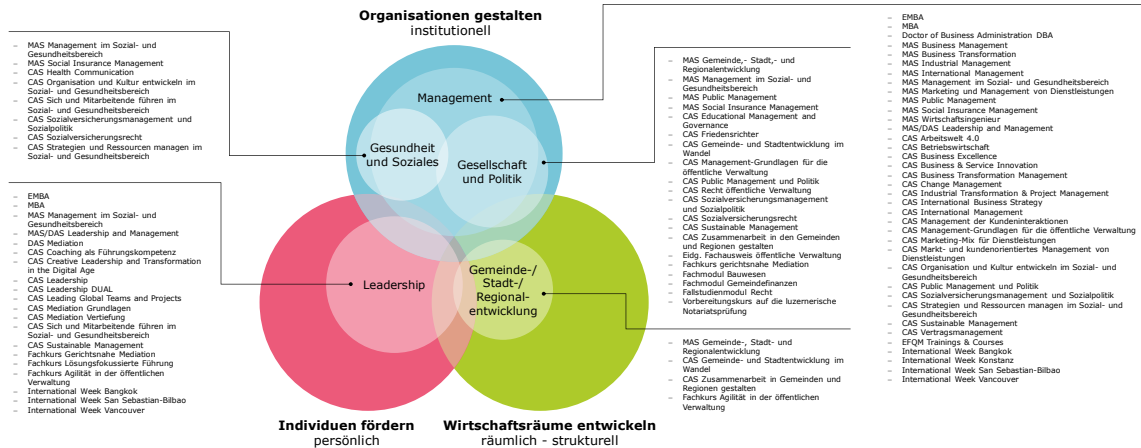 Organisationen gestalten
institutionell
– MAS Management im Sozial- und
Gesundheitsbereich
– MAS Social Insurance Management
– CAS Health Communication
– CAS Organisation und Kultur entwickeln im
Sozial- und Gesundheitsbereich
– CAS Sich und Mitarbeitende führen im
Sozial- und Gesundheitsbereich
– CAS Sozialversicherungsmanagement und
Sozialpolitik
– CAS Sozialversicherungsrecht
– CAS Strategien und Ressourcen managen im
Sozial- und Gesundheitsbereich
– EMBA
– MBA
– MAS Management im Sozial- und
Gesundheitsbereich
– MAS/DAS Leadership and Management
– DAS Mediation
– CAS Coaching als Führungskompetenz
– CAS Creative Leadership and Transformation
in the Digital Age
– CAS Leadership
– CAS Leadership DUAL
– CAS Leading Global Teams and Projects
– CAS Mediation Grundlagen
– CAS Mediation Vertiefung
– CAS Sich und Mitarbeitende führen im
Sozial- und Gesundheitsbereich
– CAS Sustainable Management
– Fachkurs Gerichtsnahe Mediation
– Fachkurs Lösungsfokussierte Führung
– Fachkurs Agilität in der öffentlichen
Verwaltung
– International Week Bangkok
– International Week San Sebastian-Bilbao
– International Week Vancouver
Management
Gesundheit
und Soziales
Gesellschaft
und Politik
Leadership
Gemeinde-/
Stadt-/
Regional-
entwicklung
Individuen fördern
persönlich
Wirtschaftsräume entwickeln
räumlich - strukturell
– MAS Gemeinde,- Stadt,- und
Regionalentwicklung
– MAS Management im Sozial- und
Gesundheitsbereich
– MAS Public Management
– MAS Social Insurance Management
– CAS Educational Management and
Governance
– CAS Friedensrichter
– CAS Gemeinde- und Stadtentwicklung im
Wandel
– CAS Management-Grundlagen für die
öffentliche Verwaltung
– CAS Public Management und Politik
– CAS Recht öffentliche Verwaltung
– CAS Sozialversicherungsmanagement
und Sozialpolitik
– CAS Sozialversicherungsrecht
– CAS Sustainable Management
– CAS Zusammenarbeit in den Gemeinden
und Regionen gestalten
– Eidg. Fachausweis öffentliche Verwaltung
– Fachkurs gerichtsnahe Mediation
– Fachmodul Bauwesen
– Fachmodul Gemeindefinanzen
– Fallstudienmodul Recht
– Vorbereitungskurs auf die luzernerische
Notariatsprüfung
– MAS Gemeinde-, Stadt- und
Regionalentwicklung
– CAS Gemeinde- und Stadtentwicklung im
Wandel
– CAS Zusammenarbeit in Gemeinden und
Regionen gestalten
– Fachkurs Agilität in der öffentlichen
Verwaltung
– EMBA
– MBA
– Doctor of Business Administration DBA
– MAS Business Management
– MAS Business Transformation
– MAS Industrial Management
– MAS International Management
– MAS Management im Sozial- und Gesundheitsbereich
– MAS Marketing und Management von Dienstleistungen
– MAS Public Management
– MAS Social Insurance Management
– MAS Wirtschaftsingenieur
– MAS/DAS Leadership and Management
– CAS Arbeitswelt 4.0
– CAS Betriebswirtschaft
– CAS Business Excellence
– CAS Business & Service Innovation
– CAS Business Transformation Management
– CAS Change Management
– CAS Industrial Transformation & Project Management
– CAS International Business Strategy
– CAS International Management
– CAS Management der Kundeninteraktionen
– CAS Management-Grundlagen für die öffentliche Verwaltung
– CAS Marketing-Mix für Dienstleistungen
– CAS Markt- und kundenorientiertes Management von
Dienstleistungen
– CAS Organisation und Kultur entwickeln im Sozial- und
Gesundheitsbereich
– CAS Public Management und Politik
– CAS Sozialversicherungsmanagement und Sozialpolitik
– CAS Strategien und Ressourcen managen im Sozial- und
Gesundheitsbereich
– CAS Sustainable Management
– CAS Vertragsmanagement
– EFQM Trainings & Courses
– International Week Bangkok
– International Week Konstanz
– International Week San Sebastian-Bilbao
– International Week Vancouver